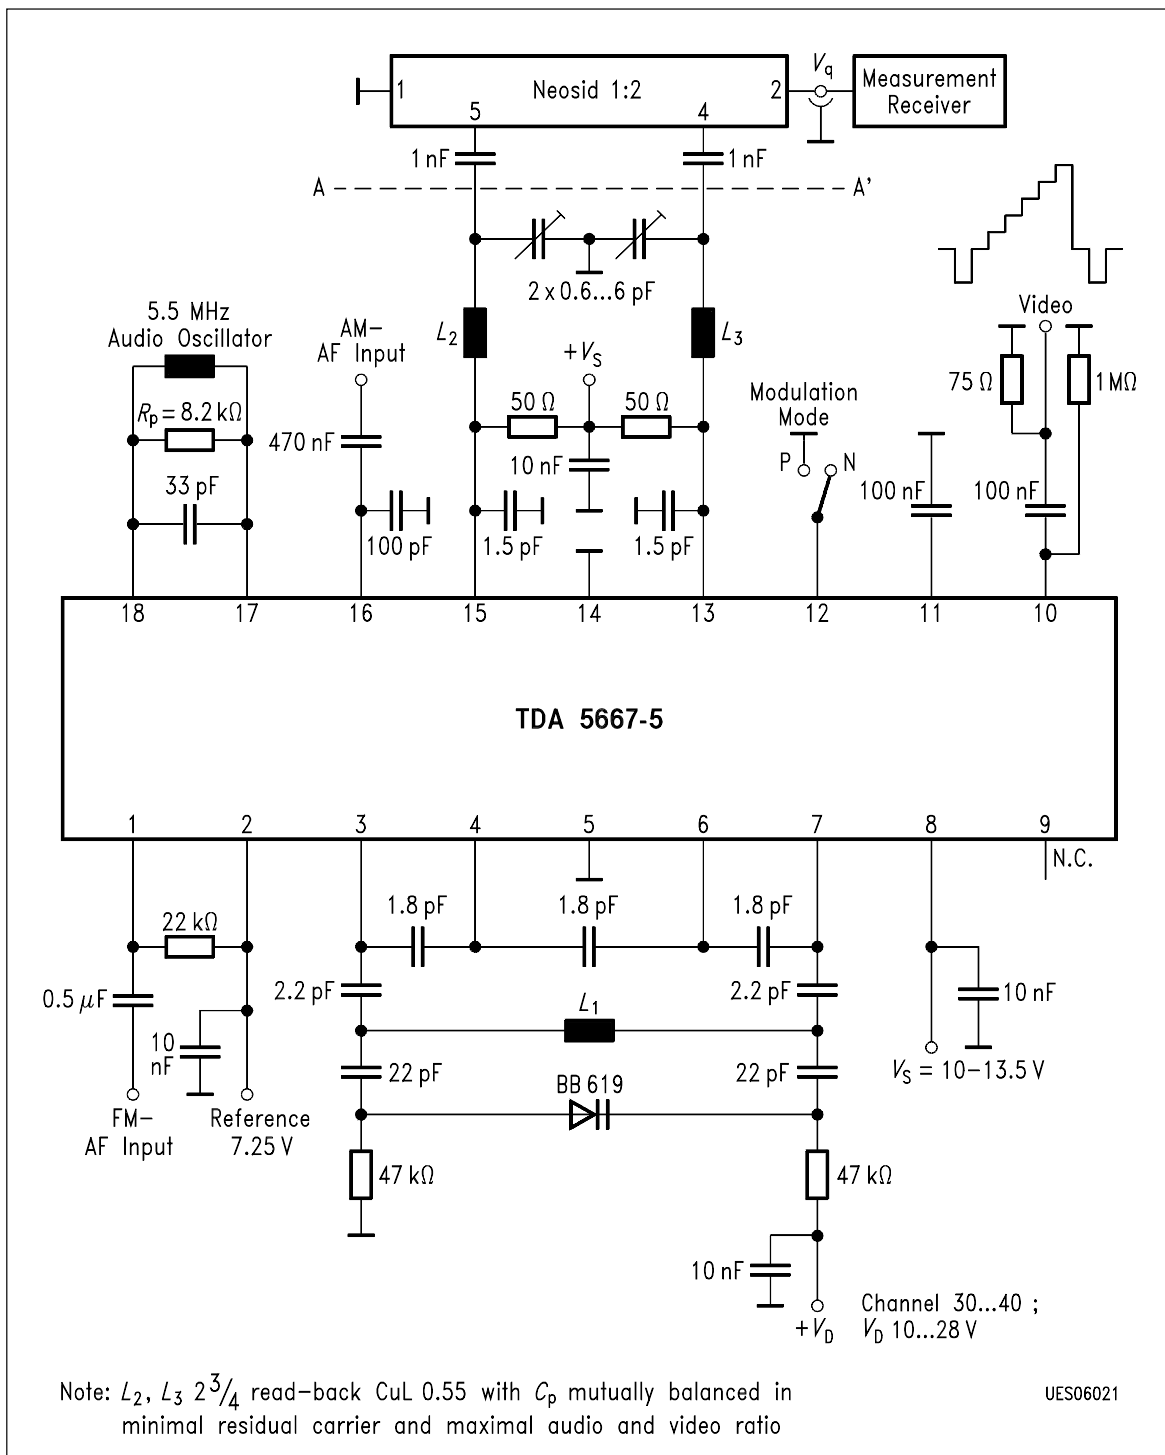 1 Neosid 1:2 2
5 4
V_q
Measurement
Receiver
1 nF 1 nF
A A'
2 x 0.6...6 pF
5.5 MHz
Audio Oscillator
R_p = 8.2 kΩ
33 pF
AM-
AF Input
470 nF
100 pF
L_2
L_3
+V_S
50 Ω 50 Ω
10 nF
1.5 pF 1.5 pF
Modulation
Mode
P N
100 nF
Video
75 Ω 1 MΩ
100 nF
18 17 16 15 14 13 12 11 10
TDA 5667-5
1 2 3 4 5 6 7 8 9
N.C.
22 kΩ
0.5 μF
10
nF
FM-
AF Input
Reference
7.25 V
1.8 pF 1.8 pF 1.8 pF
2.2 pF 2.2 pF
L_1
22 pF 22 pF
BB 619
47 kΩ 47 kΩ
10 nF
V_S = 10-13.5 V
10 nF
+V_D
Channel 30...40 ;
V_D 10...28 V
Note: L_2, L_3 2 3/4 read-back CuL 0.55 with C_p mutually balanced in
minimal residual carrier and maximal audio and video ratio
UES06021